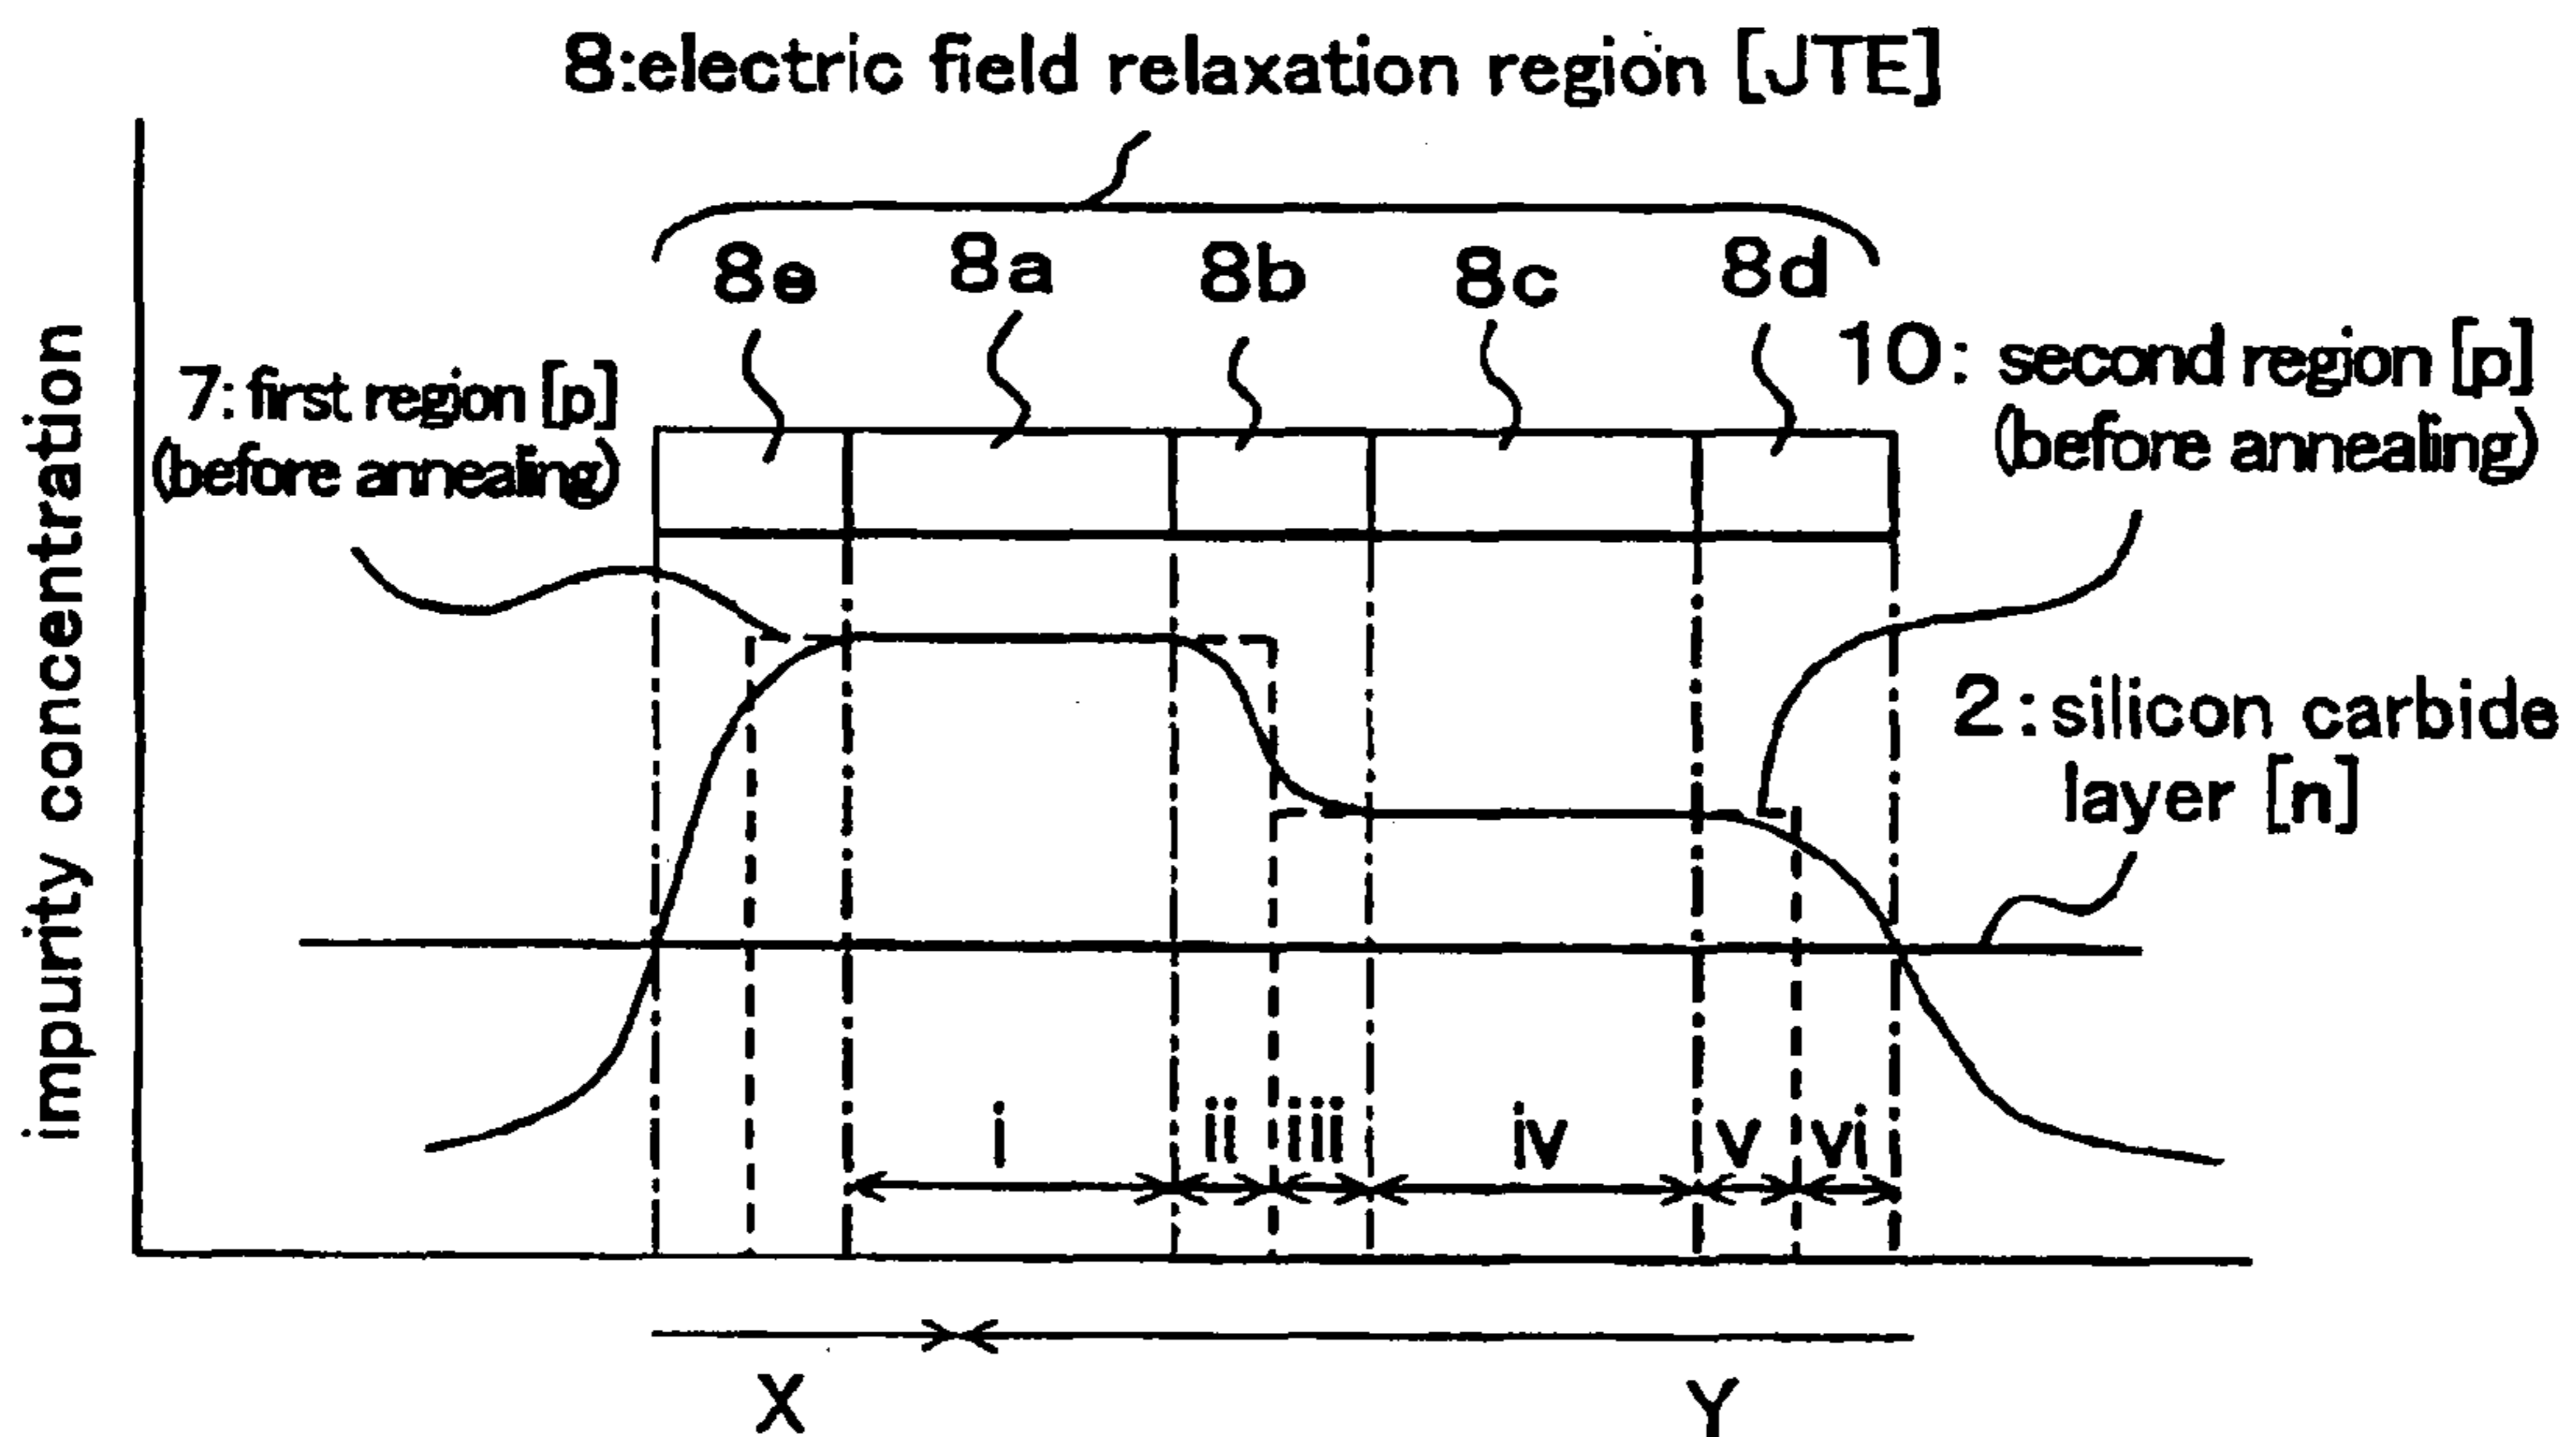 8:electric field relaxation region [JTE]
8e 8a 8b 8c 8d
7: first region [p]
(before annealing)
10: second region [p]
(before annealing)
2: silicon carbide
layer [n]
impurity concentration
i ii iii iv v vi
X Y